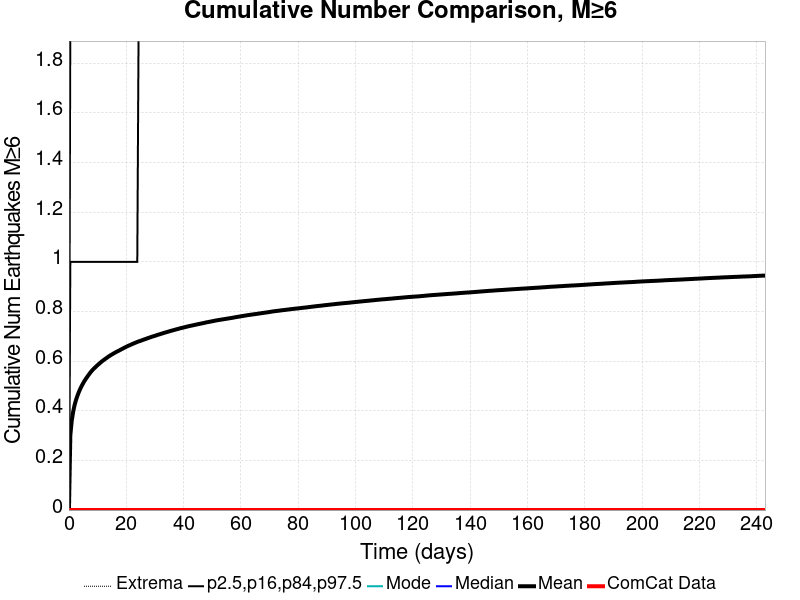 Cumulative Number Comparison, M≥6
Cumulative Num Earthquakes M≥6
1.8
1.6
1.4
1.2
1
0.8
0.6
0.4
0.2
0
0 20 40 60 80 100 120 140 160 180 200 220 240
Time (days)
Extrema p2.5,p16,p84,p97.5 Mode Median Mean ComCat Data